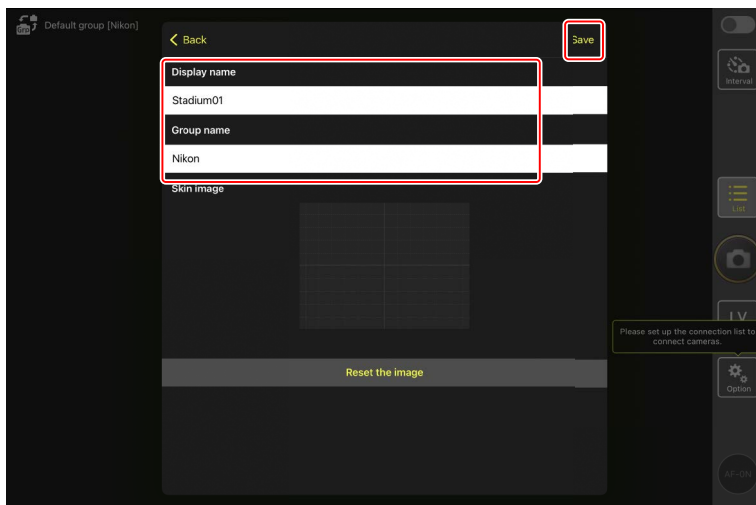 Grp
Default group [Nikon]
Back
Save
Display name
Stadium01
Group name
Nikon
Skin image
Reset the image
Interval
List
LV
Please set up the connection list to
connect cameras.
Option
AF-ON